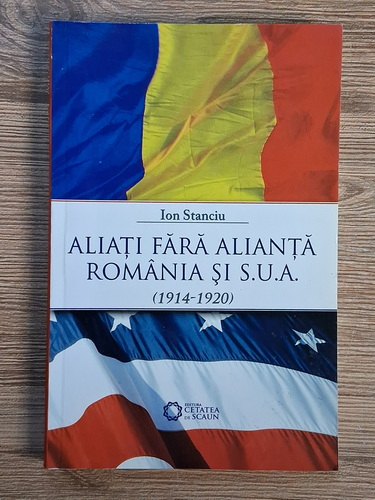 Ion Stanciu
ALIAȚI FĂRĂ ALIANȚĂ
ROMÂNIA ȘI S.U.A.
(1914-1920)
EDITURA
CETATEA
DE SCAUN